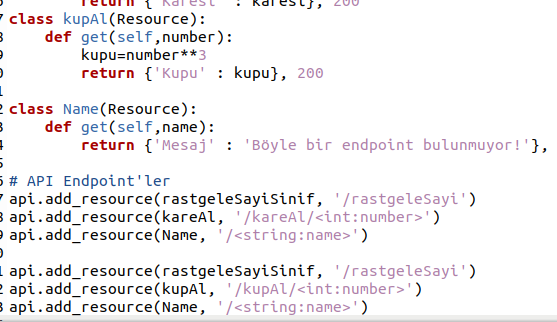 return {'Karesi' : karesi}, 200
class kupAl(Resource):
def get(self,number):
kupu=number**3
return {'Kupu' : kupu}, 200
class Name(Resource):
def get(self,name):
return {'Mesaj' : 'Böyle bir endpoint bulunmuyor!'},
# API Endpoint'ler
api.add_resource(rastgeleSayiSinif, '/rastgeleSayi')
api.add_resource(kareAl, '/kareAl/<int:number>')
api.add_resource(Name, '/<string:name>')
api.add_resource(rastgeleSayiSinif, '/rastgeleSayi')
api.add_resource(kupAl, '/kupAl/<int:number>')
api.add_resource(Name, '/<string:name>')